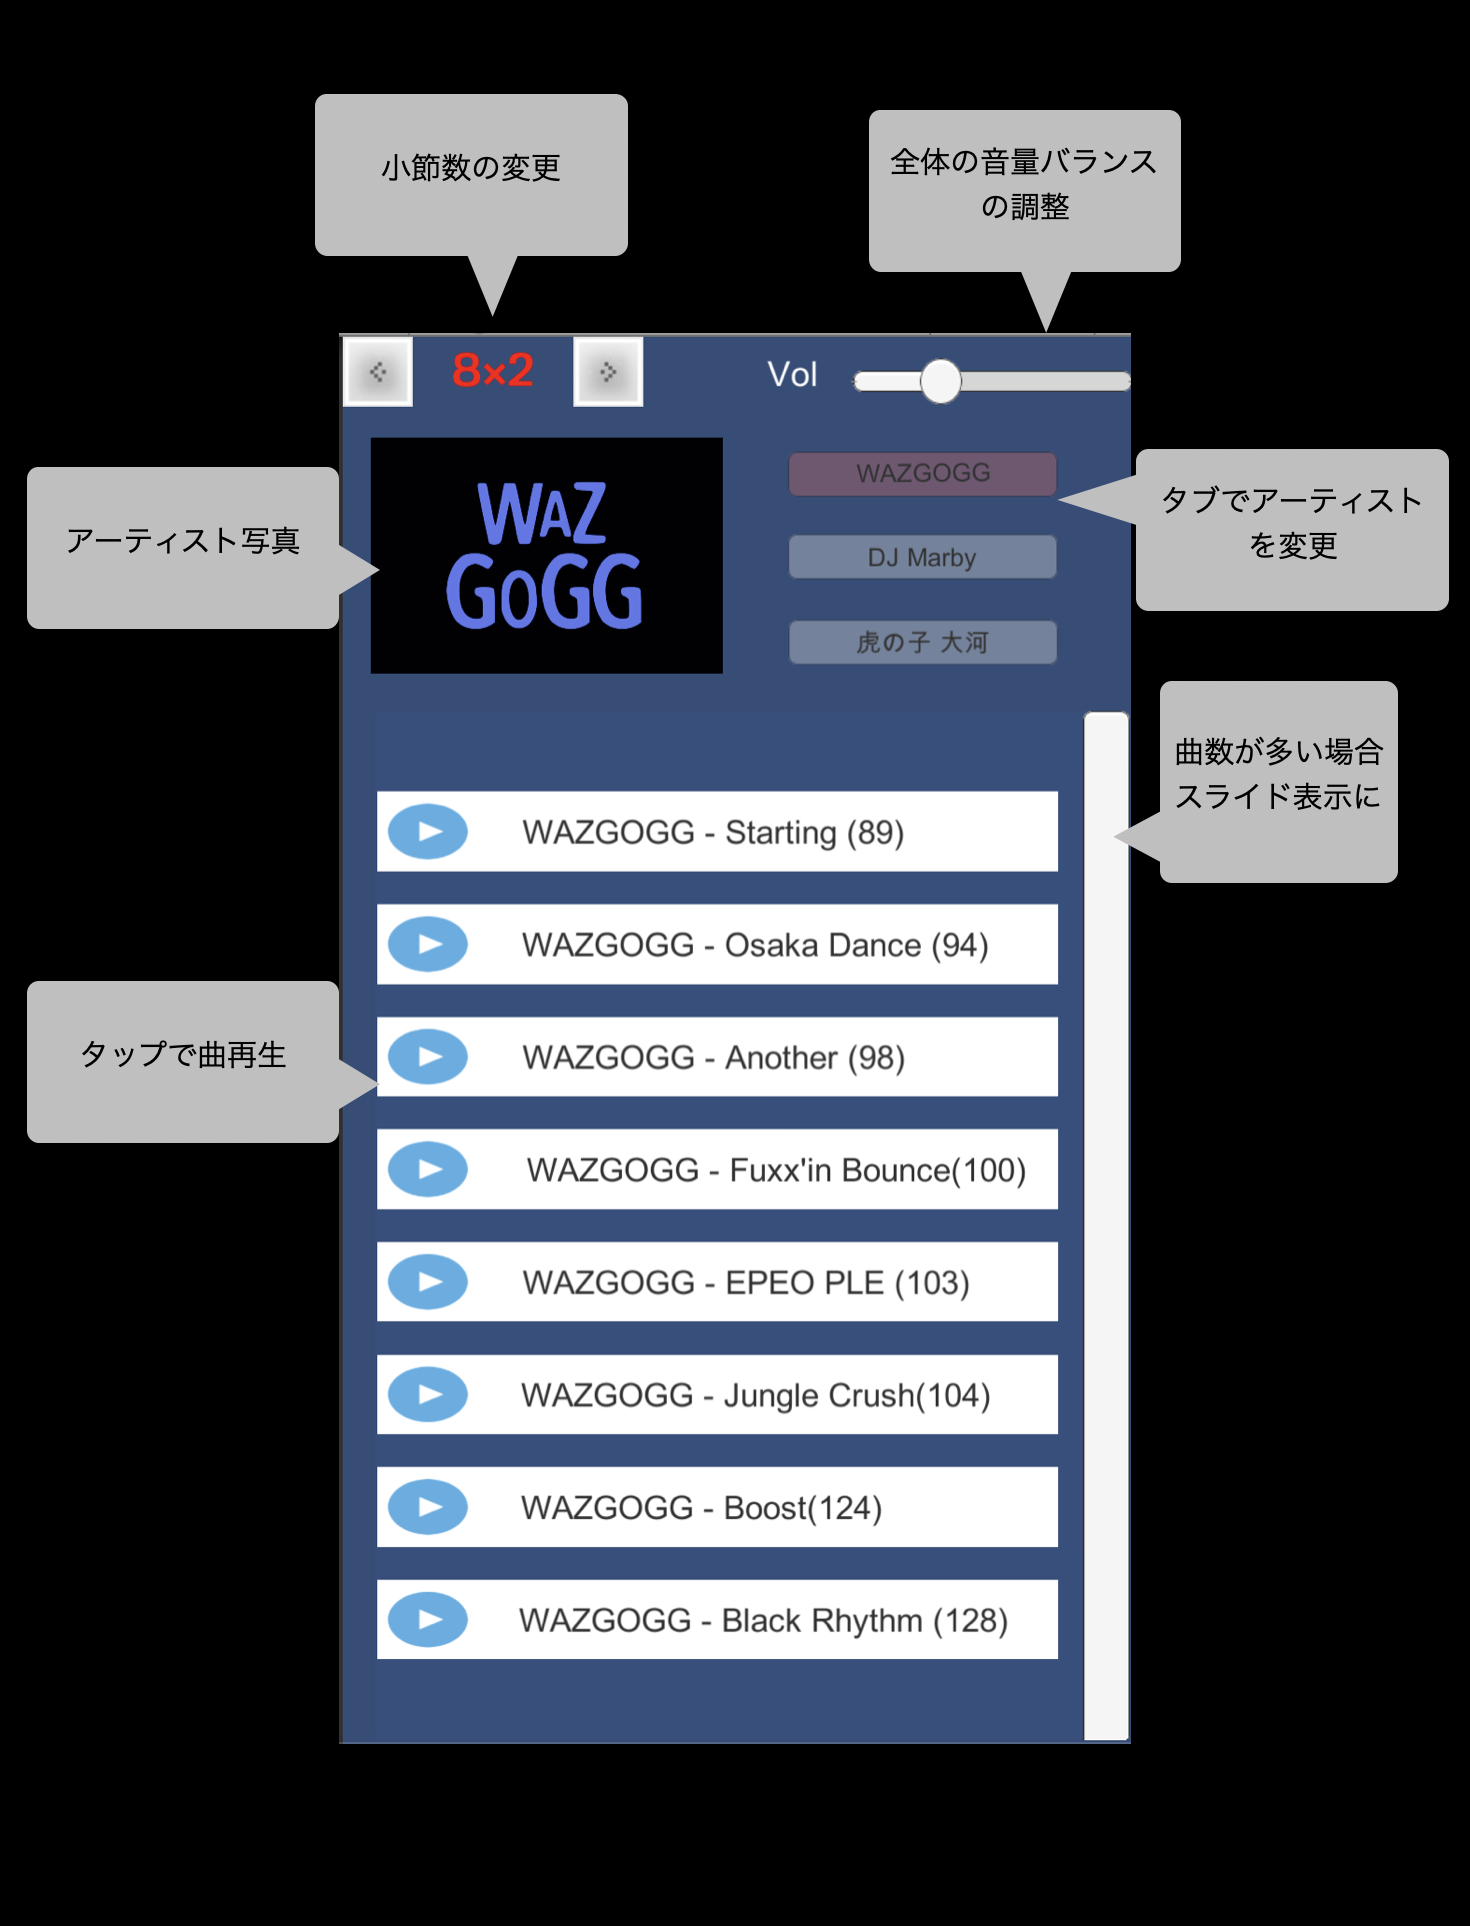 小節数の変更
全体の音量バランス
の調整
8×2
Vol
アーティスト写真
WAZ
GOGG
WAZGOGG
DJ Marby
虎の子 大河
タブでアーティスト
を変更
曲数が多い場合
スライド表示に
WAZGOGG - Starting (89)
WAZGOGG - Osaka Dance (94)
タップで曲再生
WAZGOGG - Another (98)
WAZGOGG - Fuxx'in Bounce(100)
WAZGOGG - EPEO PLE (103)
WAZGOGG - Jungle Crush(104)
WAZGOGG - Boost(124)
WAZGOGG - Black Rhythm (128)